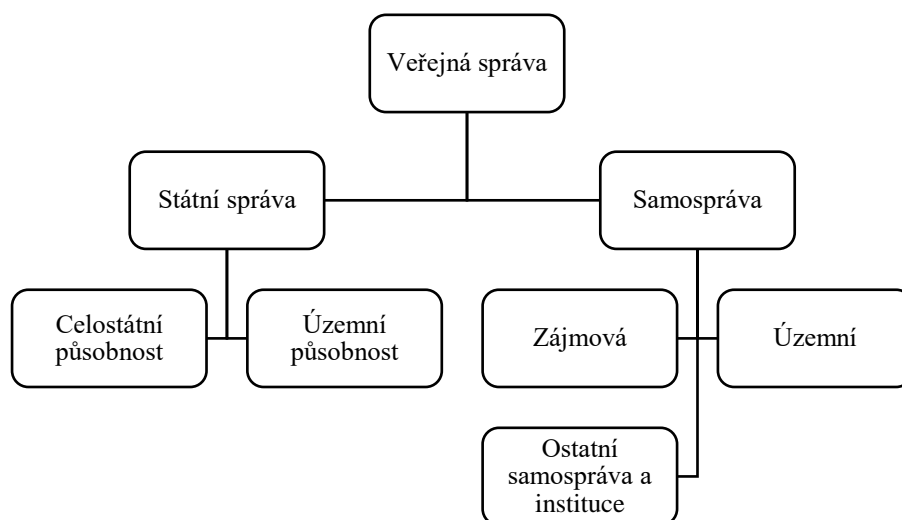 Veřejná správa
Státní správa
Samospráva
Celostátní
působnost
Územní
působnost
Zájmová
Územní
Ostatní
samospráva a
instituce